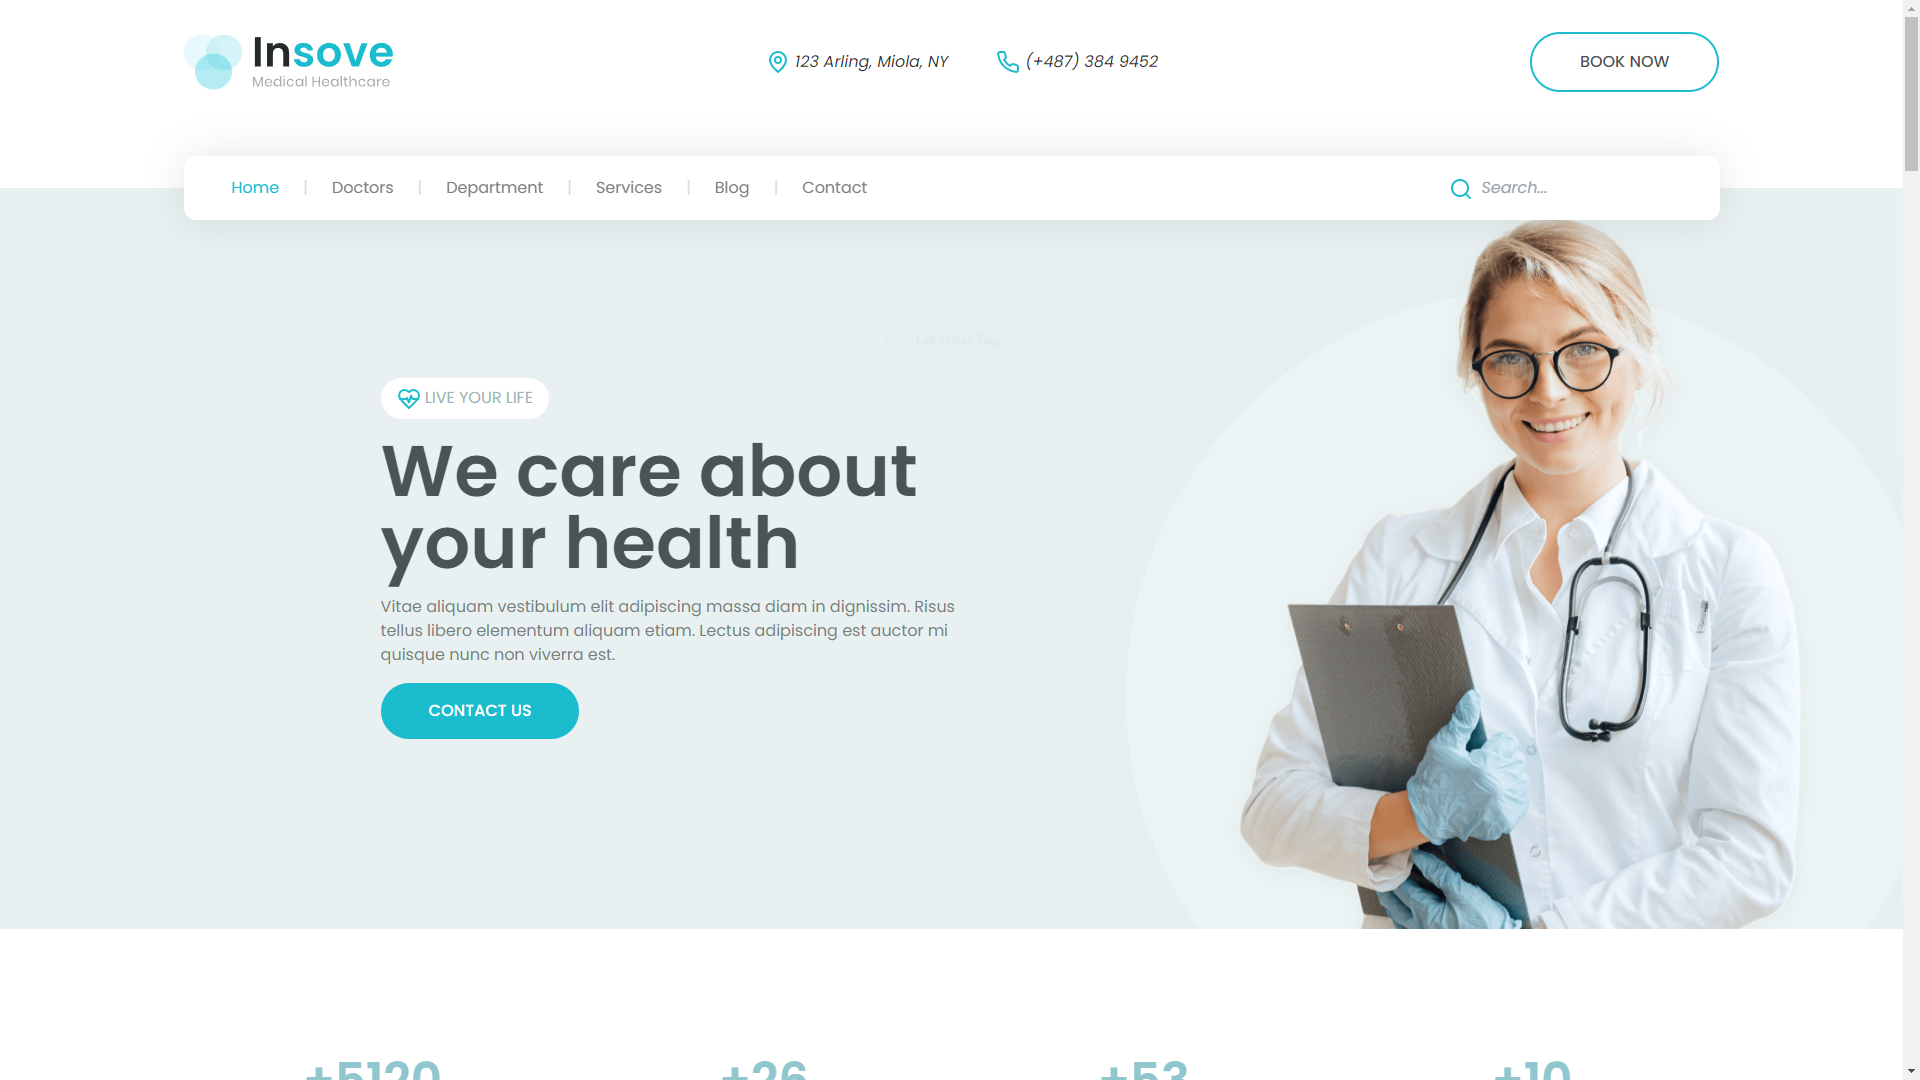 Insove
Medical Healthcare
123 Arling, Miola, NY
(+487) 384 9452
BOOK NOW
Home | Doctors | Department | Services | Blog | Contact
Search...
Full-screen Snip
LIVE YOUR LIFE
We care about
your health
Vitae aliquam vestibulum elit adipiscing massa diam in dignissim. Risus
tellus libero elementum aliquam etiam. Lectus adipiscing est auctor mi
quisque nunc non viverra est.
CONTACT US
+5120
+26
+53
+10